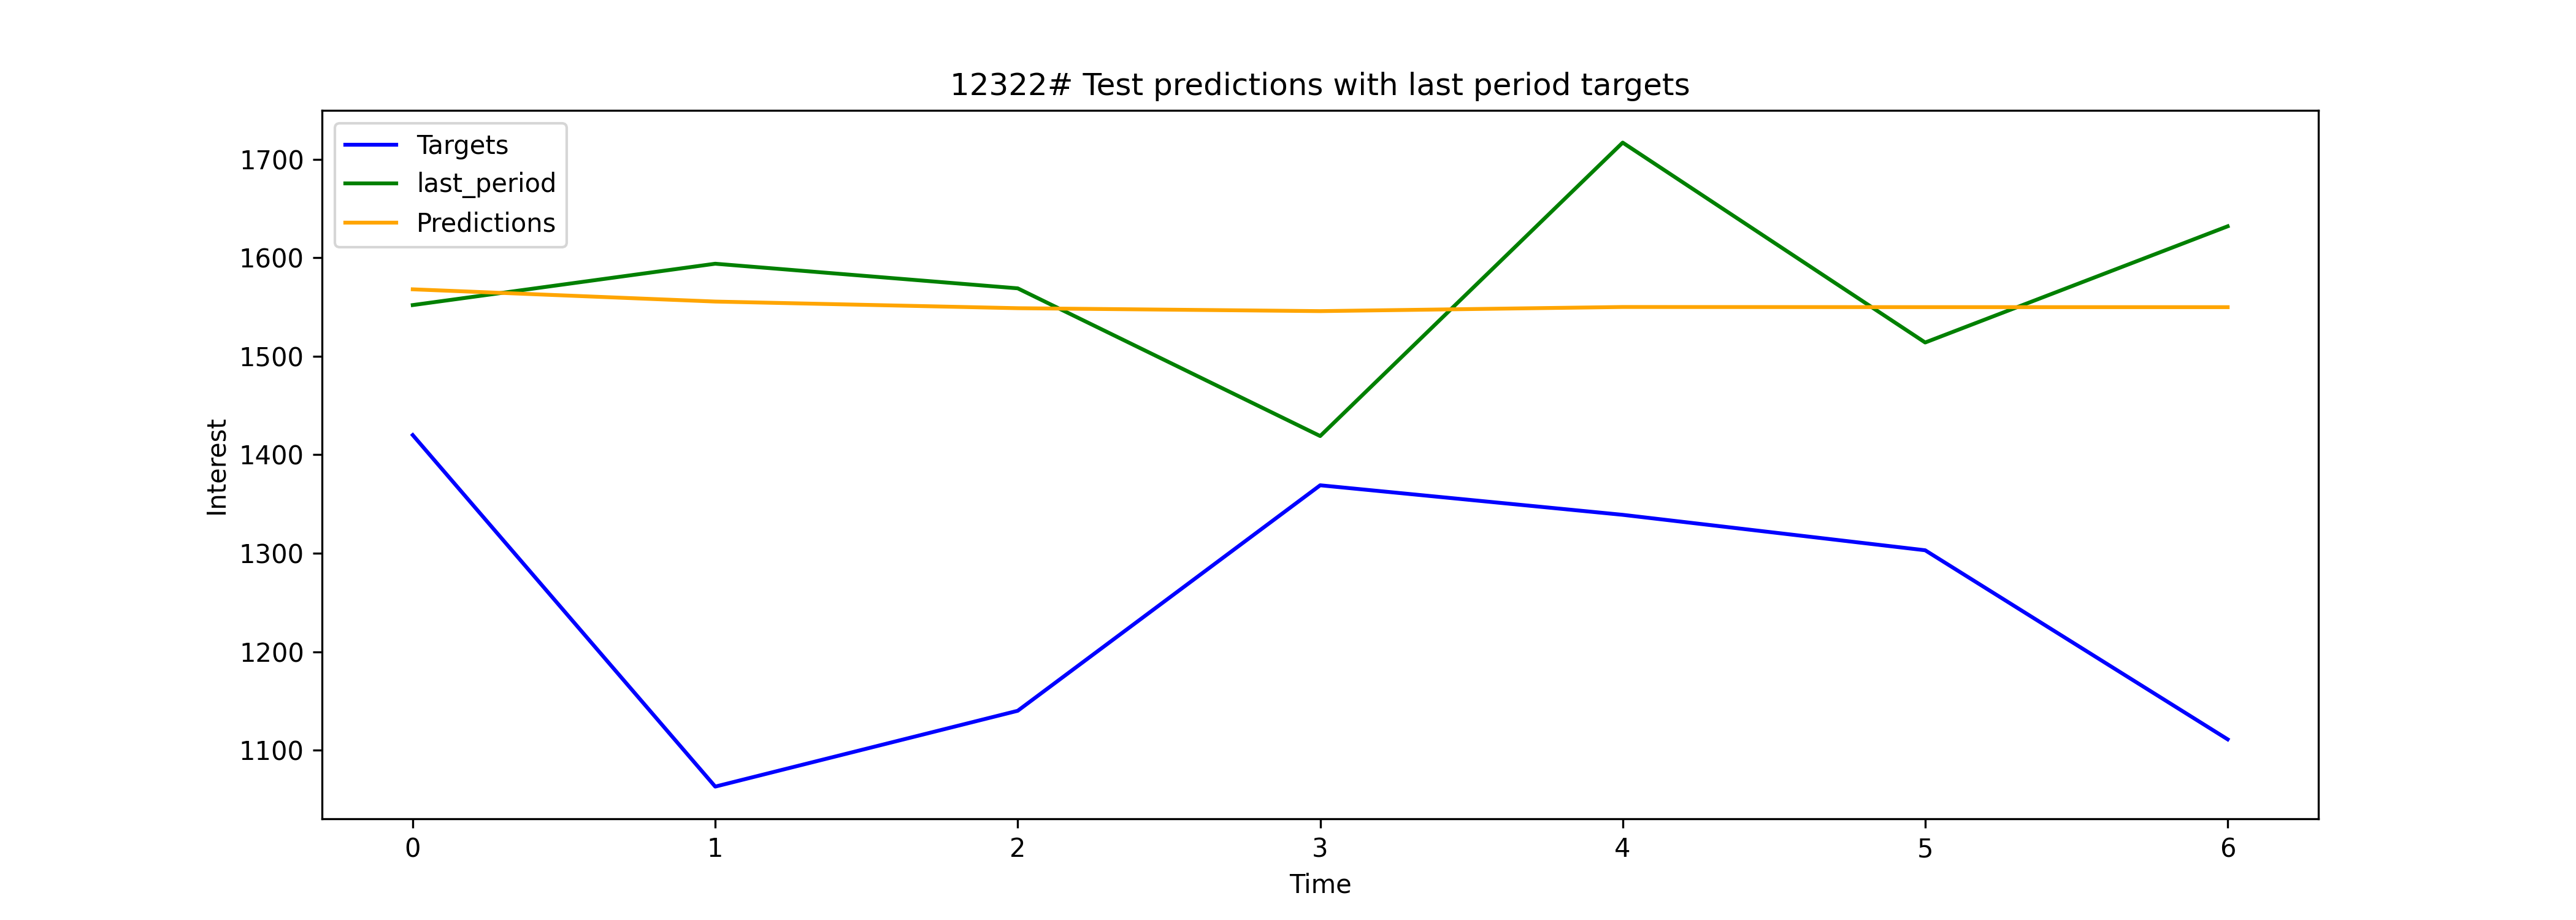 12322# Test predictions with last period targets
Targets
last_period
Predictions
1700
1600
1500
1400
1300
1200
1100
Interest
0 1 2 3 4 5 6
Time